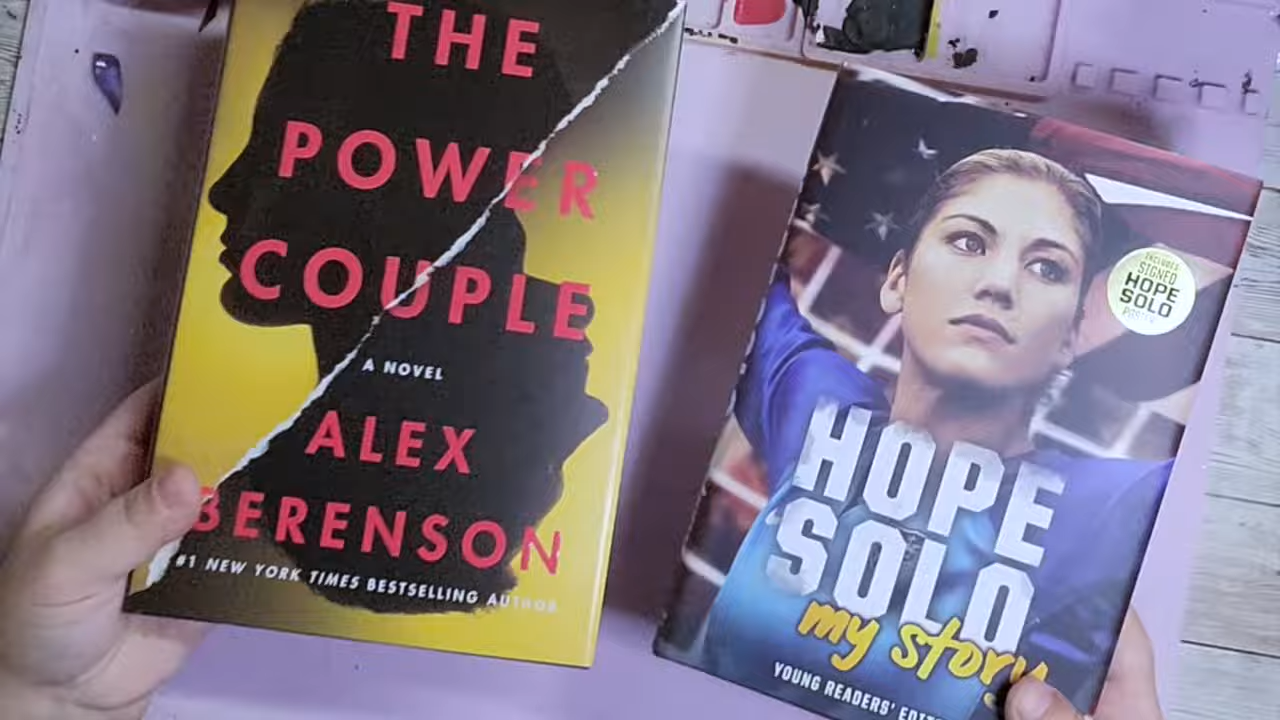 THE
POWER
COUPLE
A NOVEL
ALEX
BERENSON
#1 NEW YORK TIMES BESTSELLING AUTHOR
INCLUDES
SIGNED
HOPE
SOLO
POSTER
HOPE
SOLO
my story
YOUNG READERS'